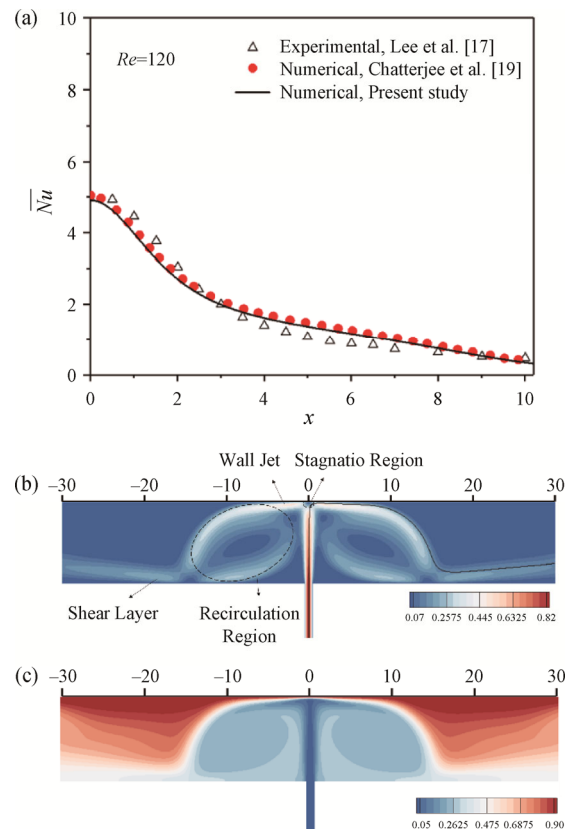 (a)
10
8
6
4
2
0
Nu
Re=120
Experimental, Lee et al. [17]
Numerical, Chatterjee et al. [19]
Numerical, Present study
0 2 4 6 8 10
x
(b)
Wall Jet Stagnatio Region
−30 −20 −10 0 10 20 30
Shear Layer
Recirculation
Region
0.07 0.2575 0.445 0.6325 0.82
(c)
−30 −20 −10 0 10 20 30
0.05 0.2625 0.475 0.6875 0.90